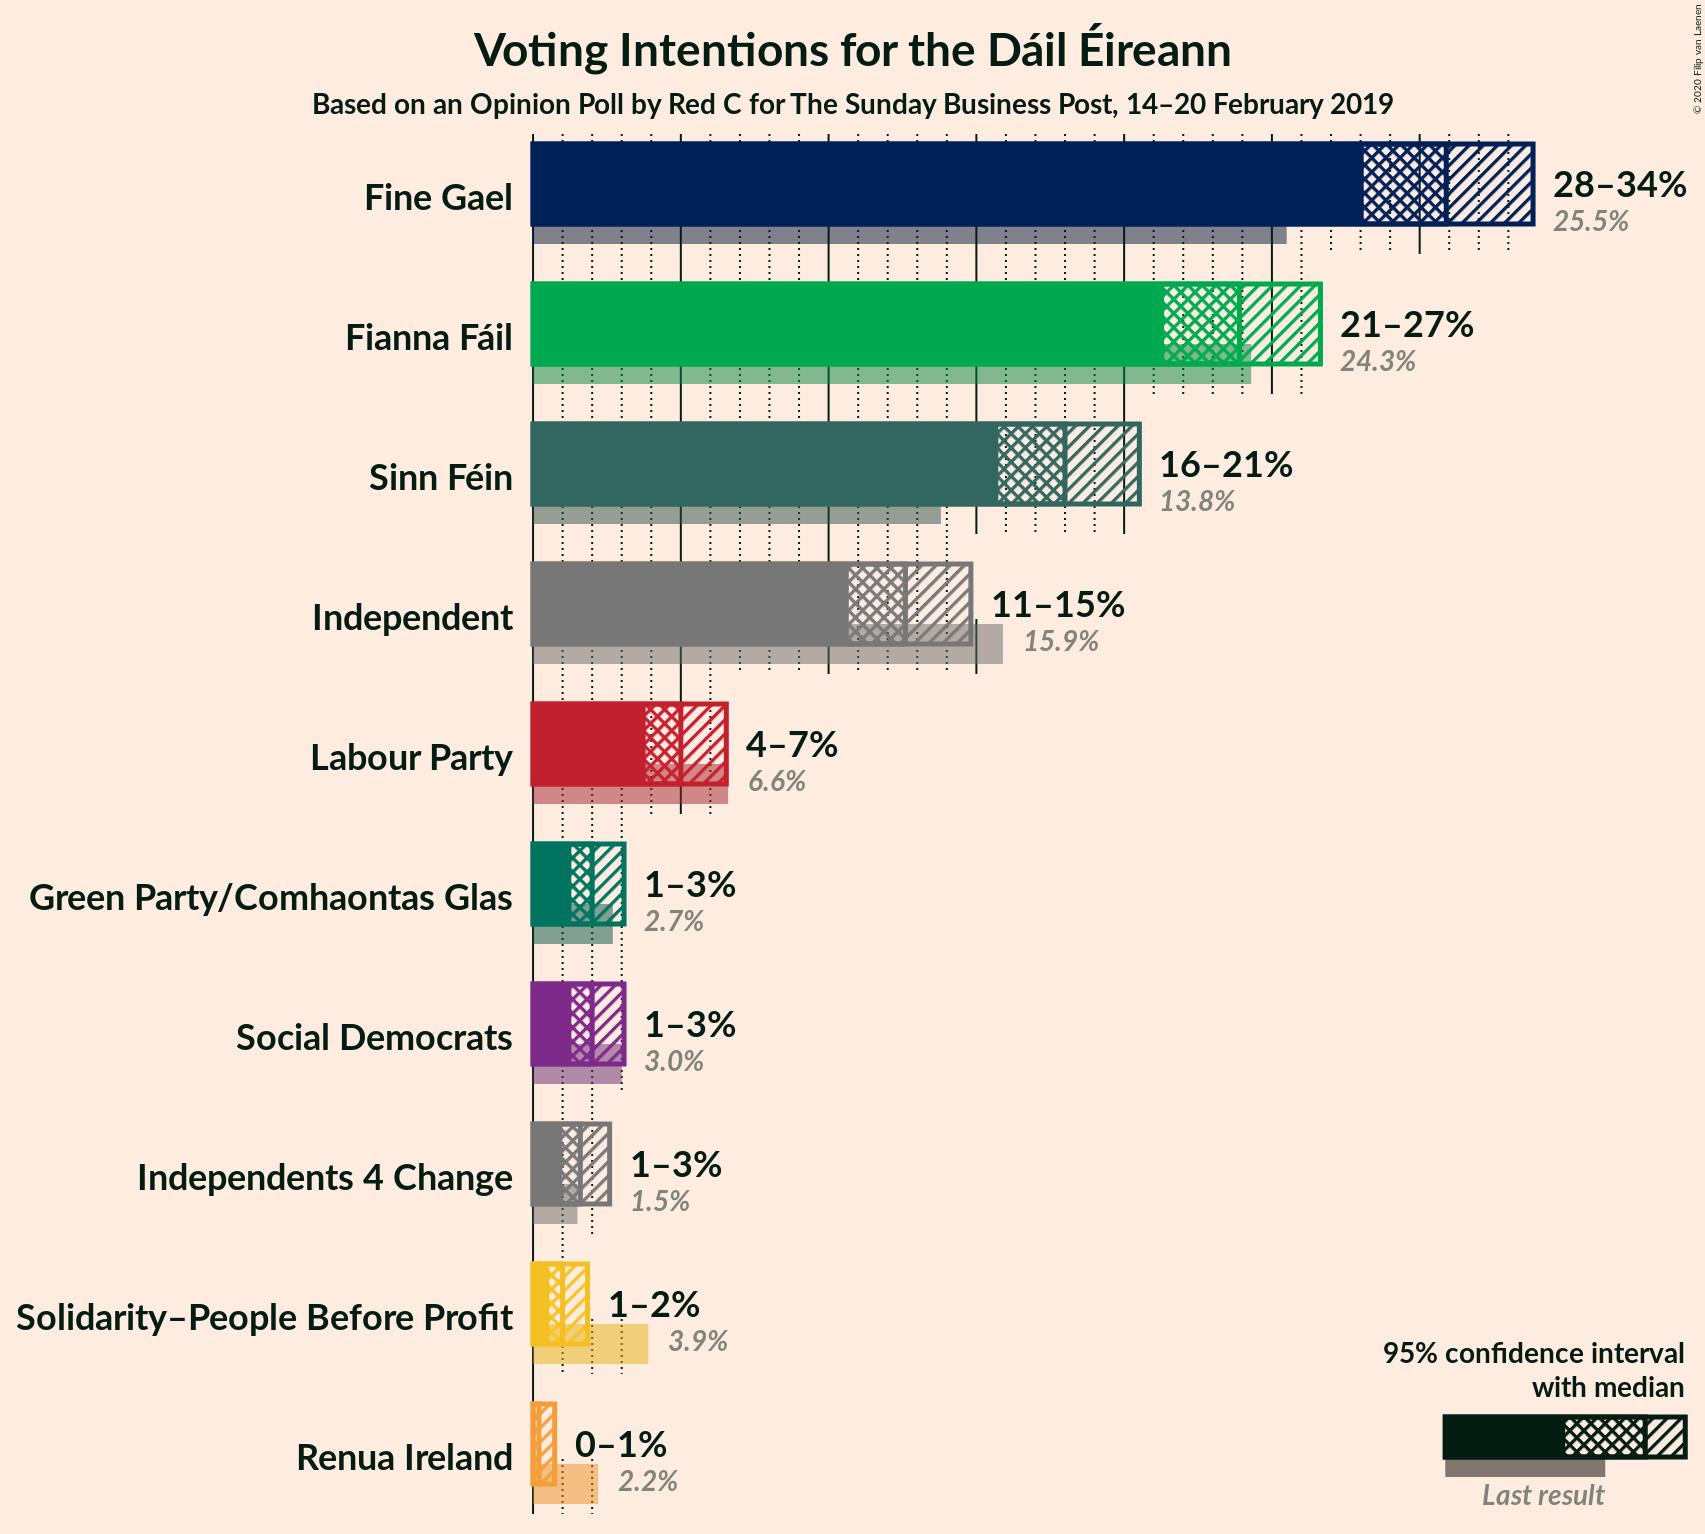 Voting Intentions for the Dáil Éireann
Based on an Opinion Poll by Red C for The Sunday Business Post, 14–20 February 2019
© 2020 Filip van Laenen
Fine Gael
28–34%
25.5%
Fianna Fáil
21–27%
24.3%
Sinn Féin
16–21%
13.8%
Independent
11–15%
15.9%
Labour Party
4–7%
6.6%
Green Party/Comhaontas Glas
1–3%
2.7%
Social Democrats
1–3%
3.0%
Independents 4 Change
1–3%
1.5%
Solidarity–People Before Profit
1–2%
3.9%
Renua Ireland
0–1%
2.2%
95% confidence interval
with median
Last result